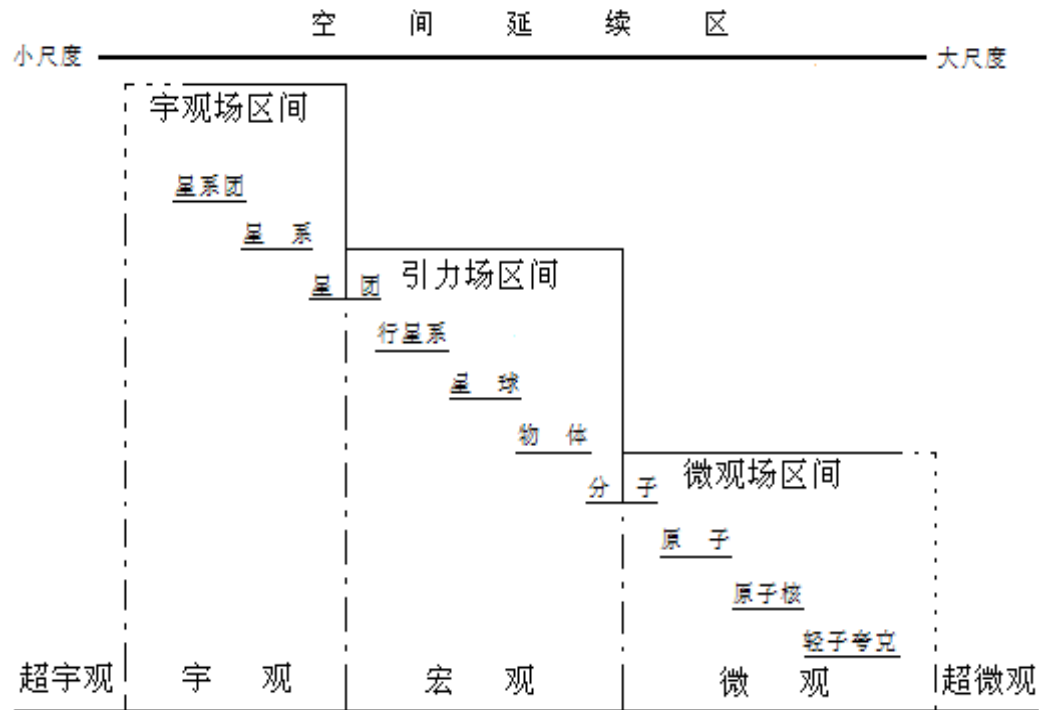 空间延续区
小尺度
大尺度
宇观场区间
星系团
星系
星团
引力场区间
行星系
星球
物体
分子
微观场区间
原子
原子核
轻子夸克
超宇观
宇观
宏观
微观
超微观